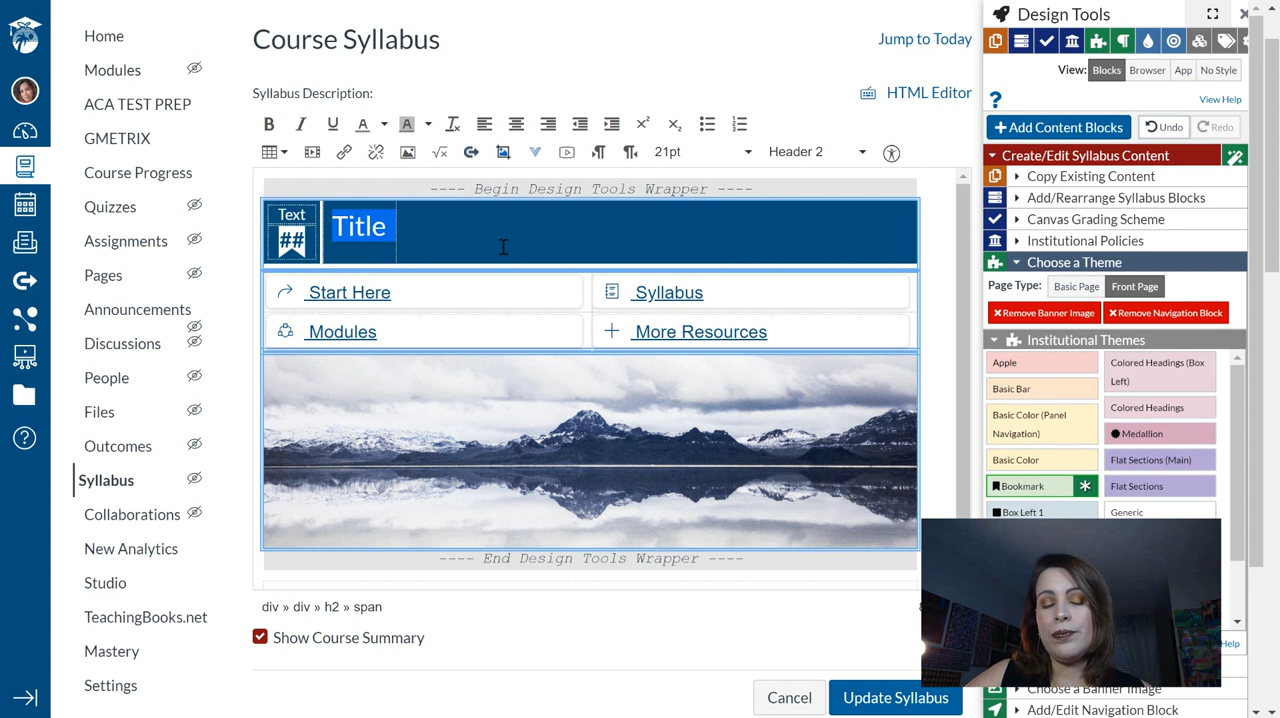 Home
Modules
ACA TEST PREP
GMETRIX
Course Progress
Quizzes
Assignments
Pages
Announcements
Discussions
People
Files
Outcomes
Syllabus
Collaborations
New Analytics
Studio
TeachingBooks.net
Mastery
Settings
Course Syllabus
Jump to Today
Syllabus Description:
HTML Editor
21pt
Header 2
---- Begin Design Tools Wrapper ----
Text
##
Title
Start Here
Syllabus
Modules
More Resources
---- End Design Tools Wrapper ----
div » div » h2 » span
Show Course Summary
Cancel
Update Syllabus
Design Tools
View: Blocks Browser App No Style
? View Help
+ Add Content Blocks Undo Redo
Create/Edit Syllabus Content
Copy Existing Content
Add/Rearrange Syllabus Blocks
Canvas Grading Scheme
Institutional Policies
Choose a Theme
Page Type: Basic Page Front Page
Remove Banner Image Remove Navigation Block
Institutional Themes
Apple
Basic Bar
Basic Color (Panel
Navigation)
Basic Color
Bookmark
Box Left 1
Colored Headings (Box
Left)
Colored Headings
Medallion
Flat Sections (Main)
Flat Sections
Generic
Help
Choose a Banner Image
Add/Edit Navigation Block